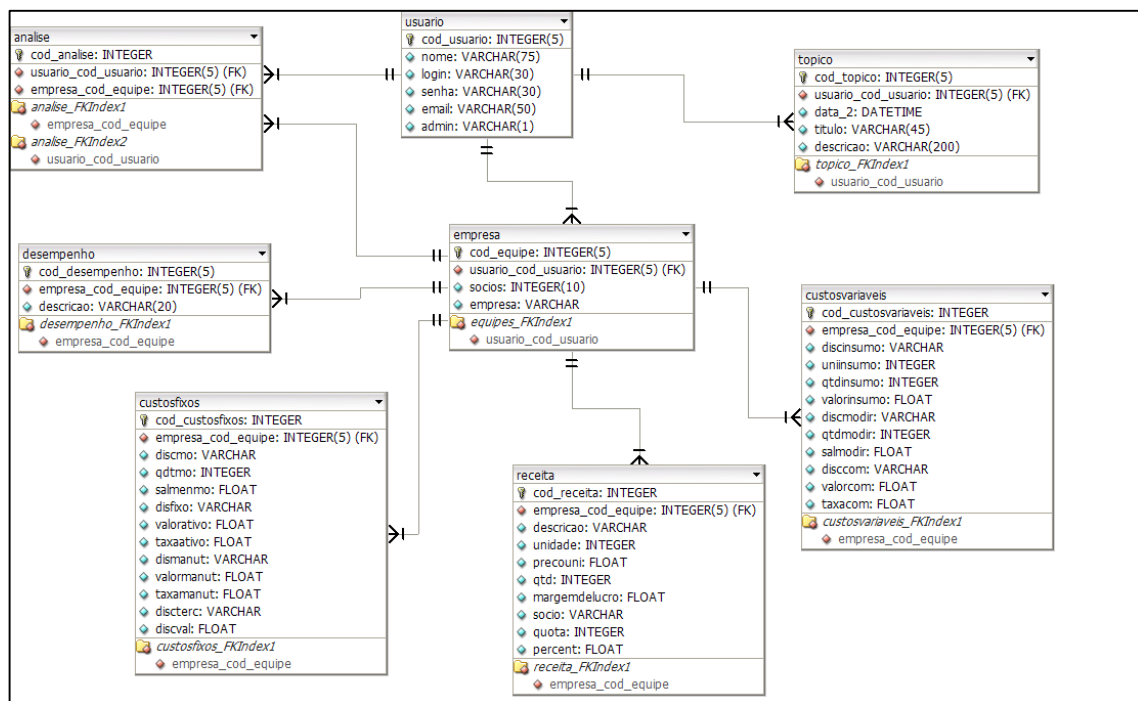 usuario
cod_usuario: INTEGER(5)
nome: VARCHAR(75)
login: VARCHAR(30)
senha: VARCHAR(30)
email: VARCHAR(50)
admin: VARCHAR(1)
analise
cod_analise: INTEGER
usuario_cod_usuario: INTEGER(5) (FK)
empresa_cod_equipe: INTEGER(5) (FK)
analise_FKIndex1
empresa_cod_equipe
analise_FKIndex2
usuario_cod_usuario
topico
cod_topico: INTEGER(5)
usuario_cod_usuario: INTEGER(5) (FK)
data_2: DATETIME
titulo: VARCHAR(45)
descricao: VARCHAR(200)
topico_FKIndex1
usuario_cod_usuario
empresa
cod_equipe: INTEGER(5)
usuario_cod_usuario: INTEGER(5) (FK)
socios: INTEGER(10)
empresa: VARCHAR
equipes_FKIndex1
usuario_cod_usuario
desempenho
cod_desempenho: INTEGER(5)
empresa_cod_equipe: INTEGER(5) (FK)
descricao: VARCHAR(20)
desempenho_FKIndex1
empresa_cod_equipe
custosvariaveis
cod_custosvariaveis: INTEGER
empresa_cod_equipe: INTEGER(5) (FK)
discinsumo: VARCHAR
uniinsumo: INTEGER
qtdinsumo: INTEGER
valorinsumo: FLOAT
discmodir: VARCHAR
qtdmodir: INTEGER
salmodir: FLOAT
disccom: VARCHAR
valorcom: FLOAT
taxacom: FLOAT
custosvariaveis_FKIndex1
empresa_cod_equipe
custosfixos
cod_custosfixos: INTEGER
empresa_cod_equipe: INTEGER(5) (FK)
discmo: VARCHAR
qdtmo: INTEGER
salmenmo: FLOAT
disfixo: VARCHAR
valorativo: FLOAT
taxaativo: FLOAT
dismanut: VARCHAR
valormanut: FLOAT
taxamanut: FLOAT
discterc: VARCHAR
discval: FLOAT
custosfixos_FKIndex1
empresa_cod_equipe
receita
cod_receita: INTEGER
empresa_cod_equipe: INTEGER(5) (FK)
descricao: VARCHAR
unidade: INTEGER
precouni: FLOAT
qtd: INTEGER
margemdelucro: FLOAT
socio: VARCHAR
quota: INTEGER
percent: FLOAT
receita_FKIndex1
empresa_cod_equipe